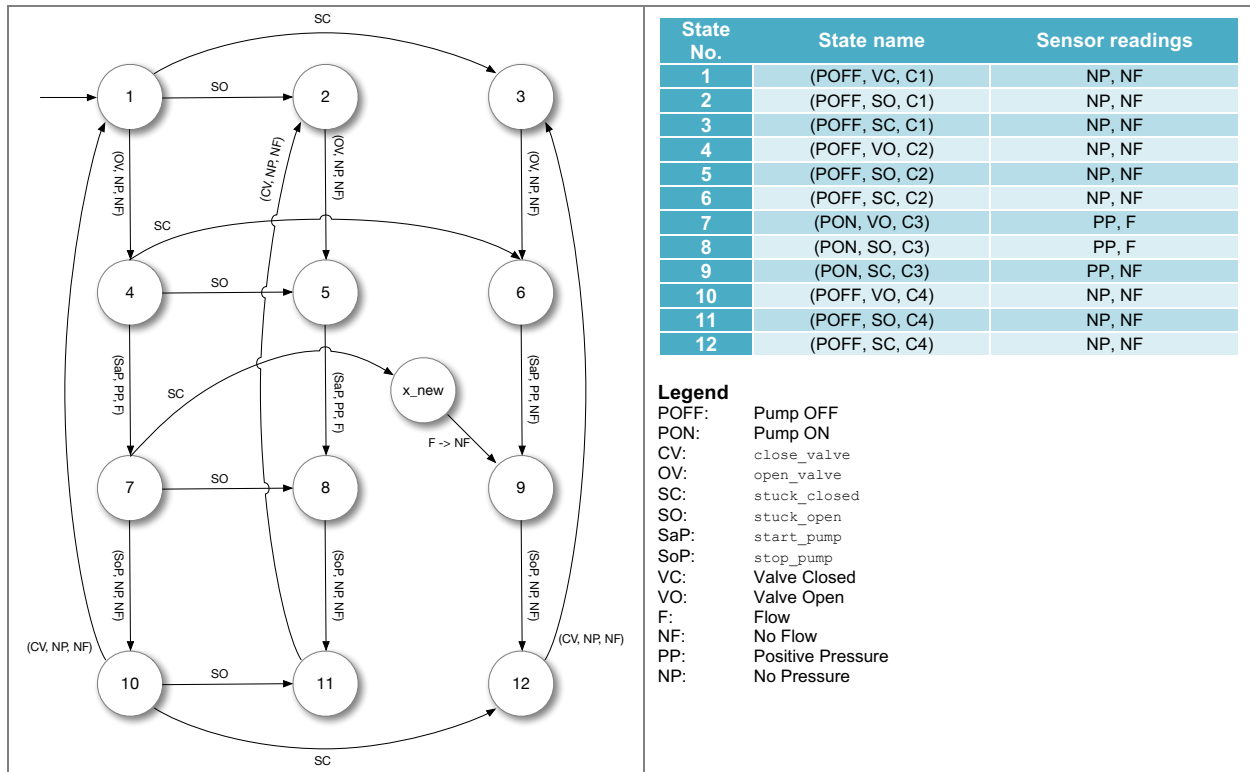 SC
1
SO
2
3
(OV, NP, NF)
(CV, NP, NF)
(OV, NP, NF)
(OV, NP, NF)
SC
4
SO
5
6
(SaP, PP, F)
SC
(SaP, PP, F)
x_new
(SaP, PP, NF)
F -> NF
7
SO
8
9
(SoP, NP, NF)
(SoP, NP, NF)
(SoP, NP, NF)
(CV, NP, NF)
(CV, NP, NF)
10
SO
11
12
SC
State No. State name Sensor readings
1 (POFF, VC, C1) NP, NF
2 (POFF, SO, C1) NP, NF
3 (POFF, SC, C1) NP, NF
4 (POFF, VO, C2) NP, NF
5 (POFF, SO, C2) NP, NF
6 (POFF, SC, C2) NP, NF
7 (PON, VO, C3) PP, F
8 (PON, SO, C3) PP, F
9 (PON, SC, C3) PP, NF
10 (POFF, VO, C4) NP, NF
11 (POFF, SO, C4) NP, NF
12 (POFF, SC, C4) NP, NF
Legend
POFF: Pump OFF
PON: Pump ON
CV: close_valve
OV: open_valve
SC: stuck_closed
SO: stuck_open
SaP: start_pump
SoP: stop_pump
VC: Valve Closed
VO: Valve Open
F: Flow
NF: No Flow
PP: Positive Pressure
NP: No Pressure